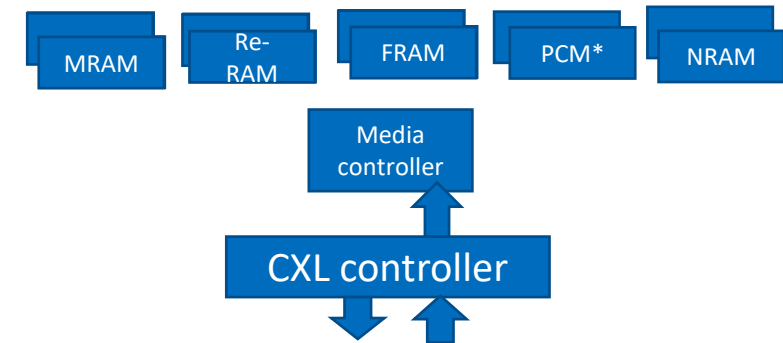 MRAM
Re-
RAM
FRAM
PCM*
NRAM
Media
controller
CXL controller